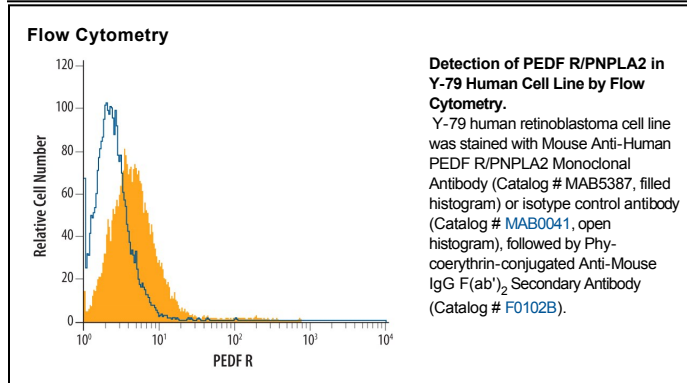 Flow Cytometry
120
100
80
60
40
20
0
Relative Cell Number
10⁰ 10¹ 10² 10³ 10⁴
PEDF R
Detection of PEDF R/PNPLA2 in
Y-79 Human Cell Line by Flow
Cytometry.
Y-79 human retinoblastoma cell line
was stained with Mouse Anti-Human
PEDF R/PNPLA2 Monoclonal
Antibody (Catalog # MAB5387, filled
histogram) or isotype control antibody
(Catalog # MAB0041, open
histogram), followed by Phy-
coerythrin-conjugated Anti-Mouse
IgG F(ab')₂ Secondary Antibody
(Catalog # F0102B).